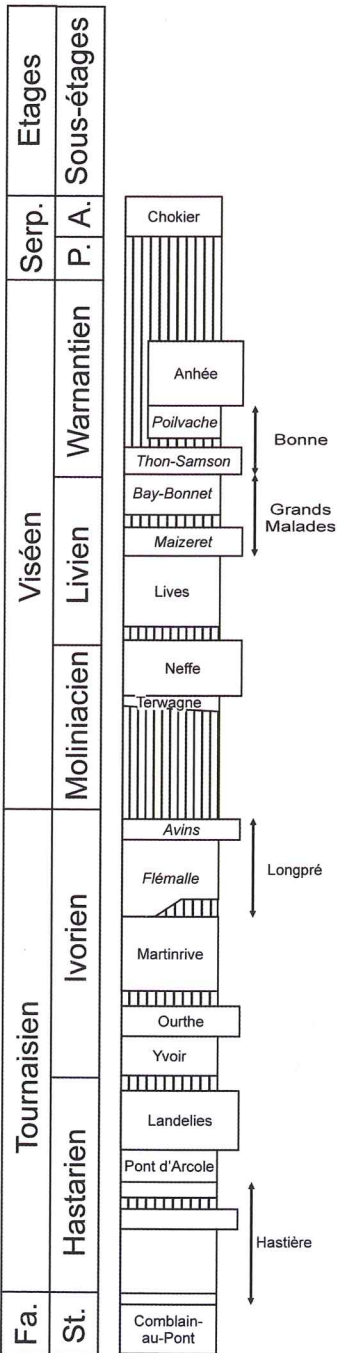 Etages
Sous-étages
Serp.
A.
P.
Viséen
Warnantien
Livien
Moliniacien
Tournaisien
Ivorien
Hastarien
Fa.
St.
Chokier
Anhée
Poilvache
Thon-Samson
Bonne
Bay-Bonnet
Maizeret
Grands
Malades
Lives
Neffe
Terwagne
Avins
Flémalle
Longpré
Martinrive
Ourthe
Yvoir
Landelies
Pont d'Arcole
Hastière
Comblain-
au-Pont